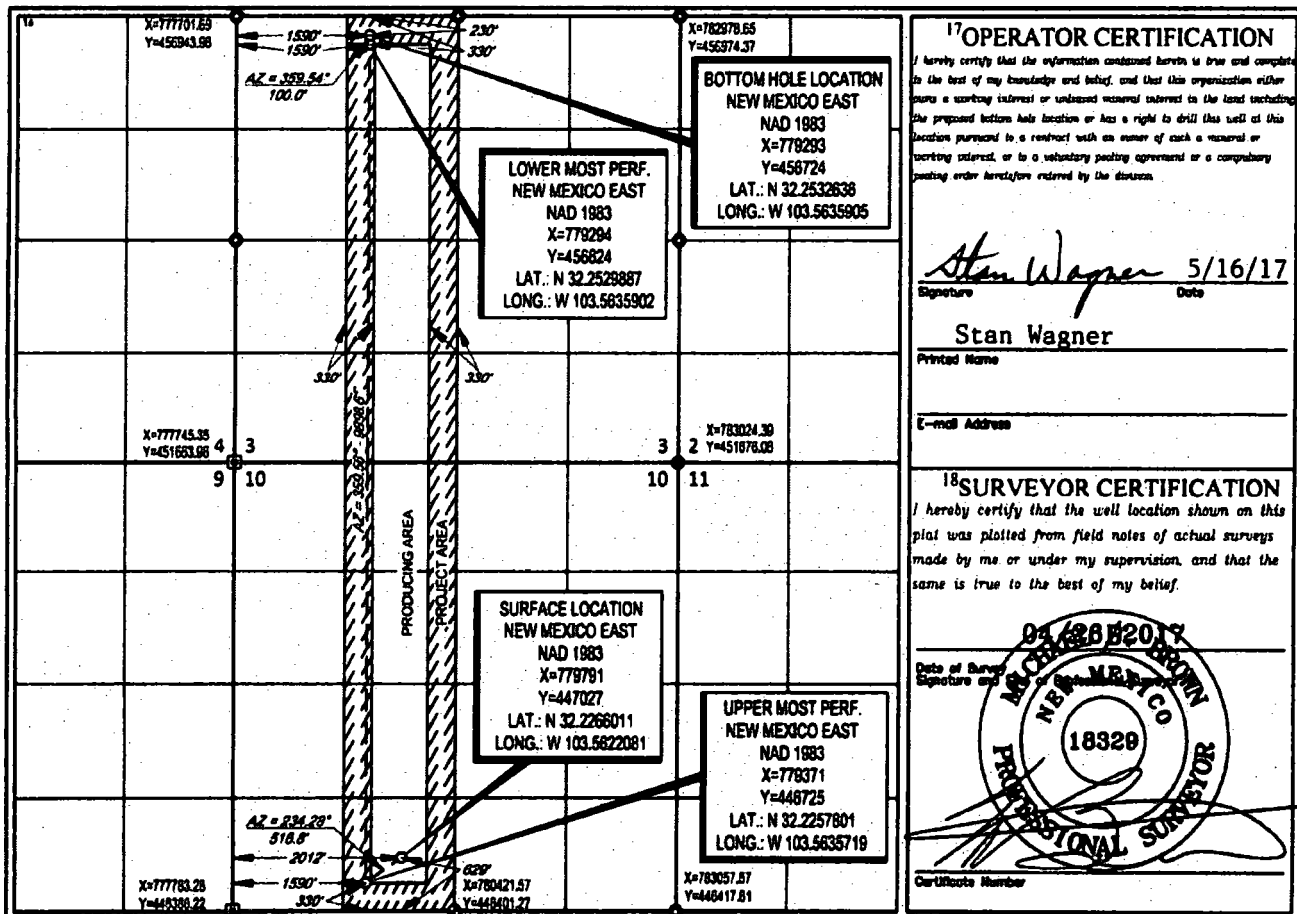 16
X=777701.69
Y=456943.98
1590'
1590'
230'
330'
X=782978.65
Y=456974.37
AZ = 359.54°
100.0'
BOTTOM HOLE LOCATION
NEW MEXICO EAST
NAD 1983
X=779293
Y=456724
LAT.: N 32.2532638
LONG.: W 103.5635905
LOWER MOST PERF.
NEW MEXICO EAST
NAD 1983
X=779294
Y=456624
LAT.: N 32.2529887
LONG.: W 103.5635902
330'
330'
X=777745.35
Y=451663.98
4 3
9 10
X=783024.39
Y=451678.08
3 2
10 11
PRODUCING AREA
PROJECT AREA
SURFACE LOCATION
NEW MEXICO EAST
NAD 1983
X=779791
Y=447027
LAT.: N 32.2266011
LONG.: W 103.5622081
UPPER MOST PERF.
NEW MEXICO EAST
NAD 1983
X=779371
Y=446725
LAT.: N 32.2257801
LONG.: W 103.5635719
AZ = 234.28°
516.8'
2012'
1590'
330'
629'
X=777783.28
Y=446386.22
X=780421.57
Y=446401.27
X=783057.87
Y=446417.81
17OPERATOR CERTIFICATION
I hereby certify that the information contained herein is true and complete
to the best of my knowledge and belief, and that this organization either
owns a working interest or unleased mineral interest in the land including
the proposed bottom hole location or has a right to drill this well at this
location pursuant to a contract with an owner of such a mineral or
working interest, or to a voluntary pooling agreement or a compulsory
pooling order heretofore entered by the division.
Stan Wagner 5/16/17
Signature Date
Stan Wagner
Printed Name
E-mail Address
18SURVEYOR CERTIFICATION
I hereby certify that the well location shown on this
plat was plotted from field notes of actual surveys
made by me or under my supervision, and that the
same is true to the best of my belief.
Date of Survey
Signature and of Professional Surveyor
BROWN
NEW MEXICO
18329
PROFESSIONAL SURVEYOR
Certificate Number